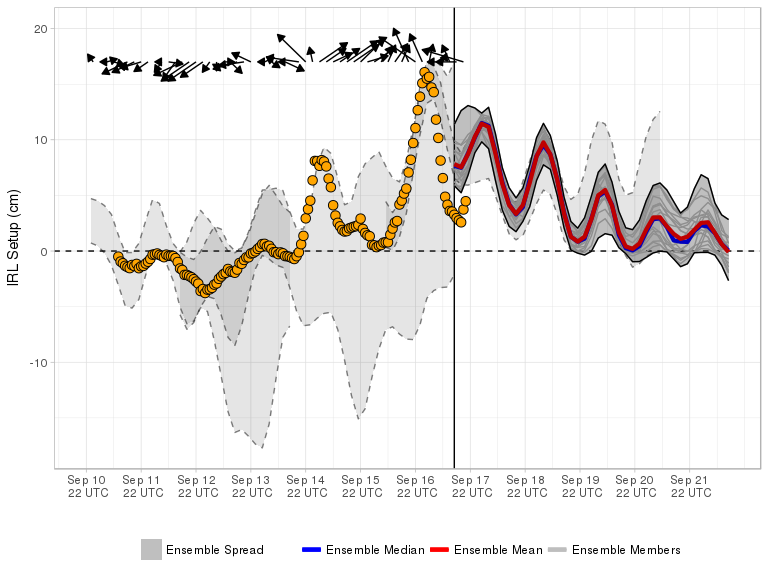 20
10
0
-10
IRL Setup (cm)
Sep 10 Sep 11 Sep 12 Sep 13 Sep 14 Sep 15 Sep 16 Sep 17 Sep 18 Sep 19 Sep 20 Sep 21
22 UTC 22 UTC 22 UTC 22 UTC 22 UTC 22 UTC 22 UTC 22 UTC 22 UTC 22 UTC 22 UTC 22 UTC
Ensemble Spread Ensemble Median Ensemble Mean Ensemble Members